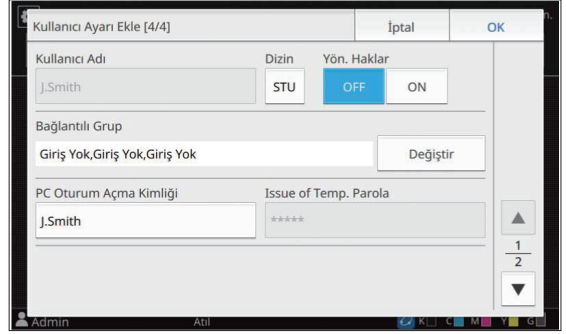 Kullanıcı Ayarı Ekle [4/4] İptal OK
n.
Kullanıcı Adı Dizin Yön. Haklar
J.Smith STU OFF ON
Bağlantılı Grup
Giriş Yok,Giriş Yok,Giriş Yok Değiştir
PC Oturum Açma Kimliği Issue of Temp. Parola
J.Smith *****
1
2
Admin Atıl K C M Y G